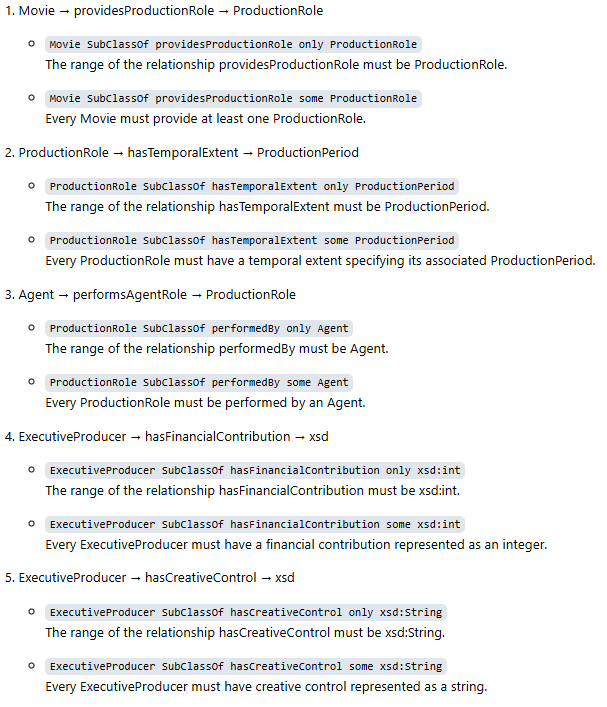 1. Movie → providesProductionRole → ProductionRole
Movie SubClassOf providesProductionRole only ProductionRole
The range of the relationship providesProductionRole must be ProductionRole.
Movie SubClassOf providesProductionRole some ProductionRole
Every Movie must provide at least one ProductionRole.
2. ProductionRole → hasTemporalExtent → ProductionPeriod
ProductionRole SubClassOf hasTemporalExtent only ProductionPeriod
The range of the relationship hasTemporalExtent must be ProductionPeriod.
ProductionRole SubClassOf hasTemporalExtent some ProductionPeriod
Every ProductionRole must have a temporal extent specifying its associated ProductionPeriod.
3. Agent → performsAgentRole → ProductionRole
ProductionRole SubClassOf performedBy only Agent
The range of the relationship performedBy must be Agent.
ProductionRole SubClassOf performedBy some Agent
Every ProductionRole must be performed by an Agent.
4. ExecutiveProducer → hasFinancialContribution → xsd
ExecutiveProducer SubClassOf hasFinancialContribution only xsd:int
The range of the relationship hasFinancialContribution must be xsd:int.
ExecutiveProducer SubClassOf hasFinancialContribution some xsd:int
Every ExecutiveProducer must have a financial contribution represented as an integer.
5. ExecutiveProducer → hasCreativeControl → xsd
ExecutiveProducer SubClassOf hasCreativeControl only xsd:String
The range of the relationship hasCreativeControl must be xsd:String.
ExecutiveProducer SubClassOf hasCreativeControl some xsd:String
Every ExecutiveProducer must have creative control represented as a string.